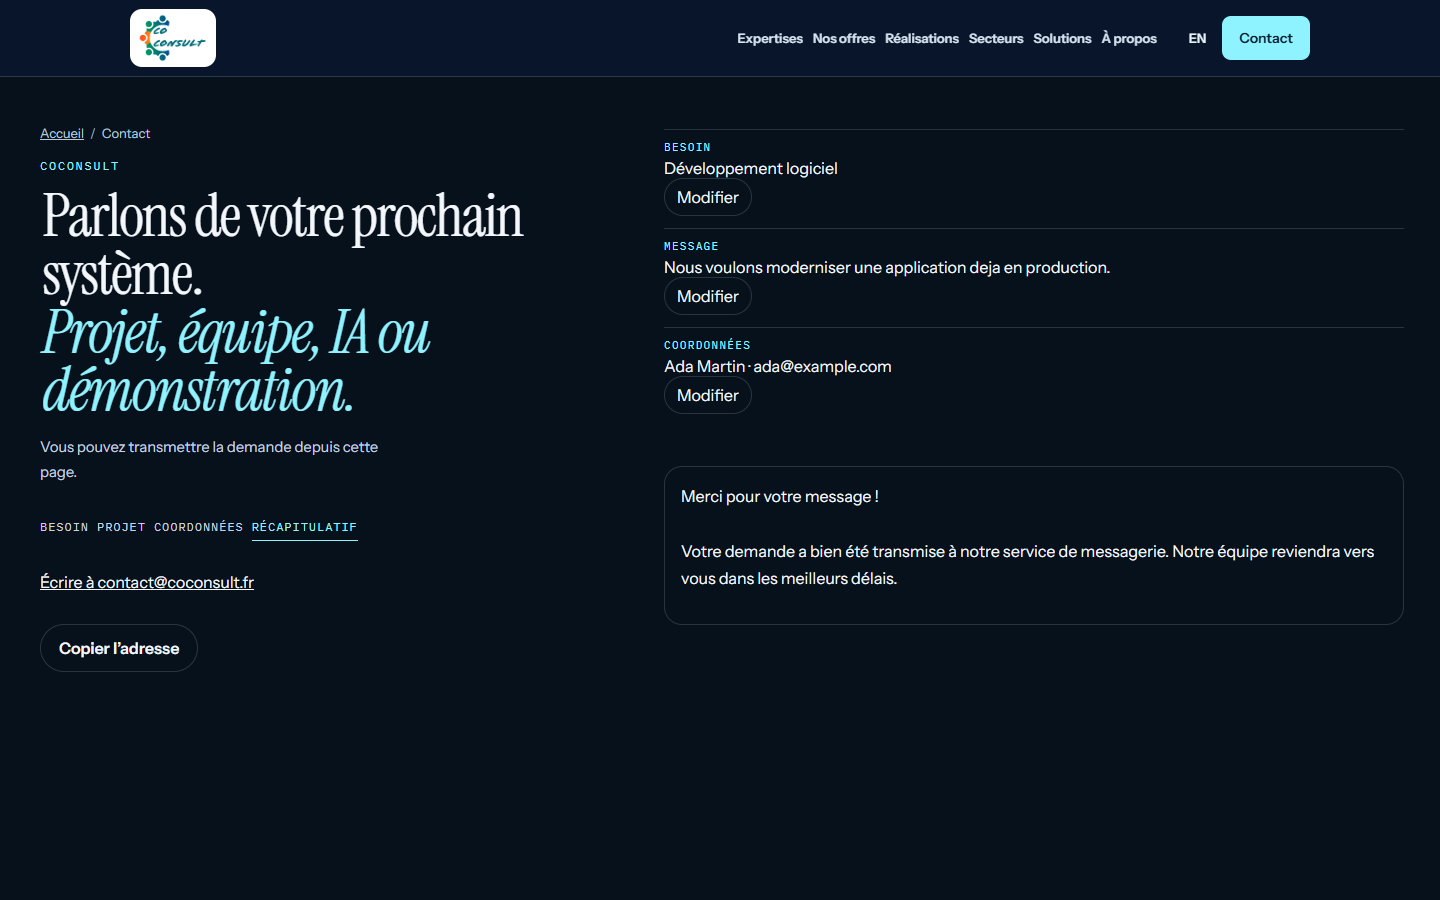 CO
CONSULT
Expertises Nos offres Réalisations Secteurs Solutions À propos EN Contact
Accueil / Contact
COCONSULT
Parlons de votre prochain
système.
Projet, équipe, IA ou
démonstration.
Vous pouvez transmettre la demande depuis cette
page.
BESOIN PROJET COORDONNÉES RÉCAPITULATIF
Écrire à contact@coconsult.fr
Copier l’adresse
BESOIN
Développement logiciel
Modifier
MESSAGE
Nous voulons moderniser une application deja en production.
Modifier
COORDONNÉES
Ada Martin · ada@example.com
Modifier
Merci pour votre message !
Votre demande a bien été transmise à notre service de messagerie. Notre équipe reviendra vers
vous dans les meilleurs délais.